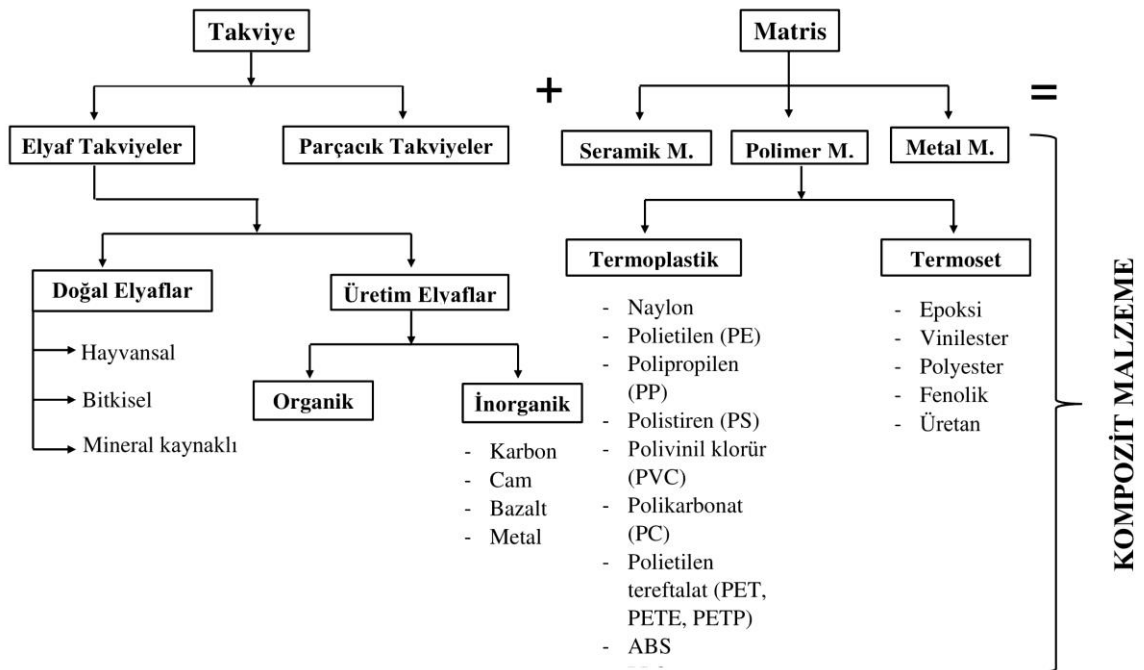 Takviye
+
Matris
=
Elyaf Takviyeler
Parçacık Takviyeler
Seramik M.
Polimer M.
Metal M.
Doğal Elyaflar
Üretim Elyaflar
Termoplastik
Termoset
- Hayvansal
- Bitkisel
- Mineral kaynaklı
Organik
İnorganik
- Karbon
- Cam
- Bazalt
- Metal
- Naylon
- Polietilen (PE)
- Polipropilen
(PP)
- Polistiren (PS)
- Polivinil klorür
(PVC)
- Polikarbonat
(PC)
- Polietilen
tereftalat (PET,
PETE, PETP)
- ABS
- Epoksi
- Vinilester
- Polyester
- Fenolik
- Üretan
KOMPOZİT MALZEME